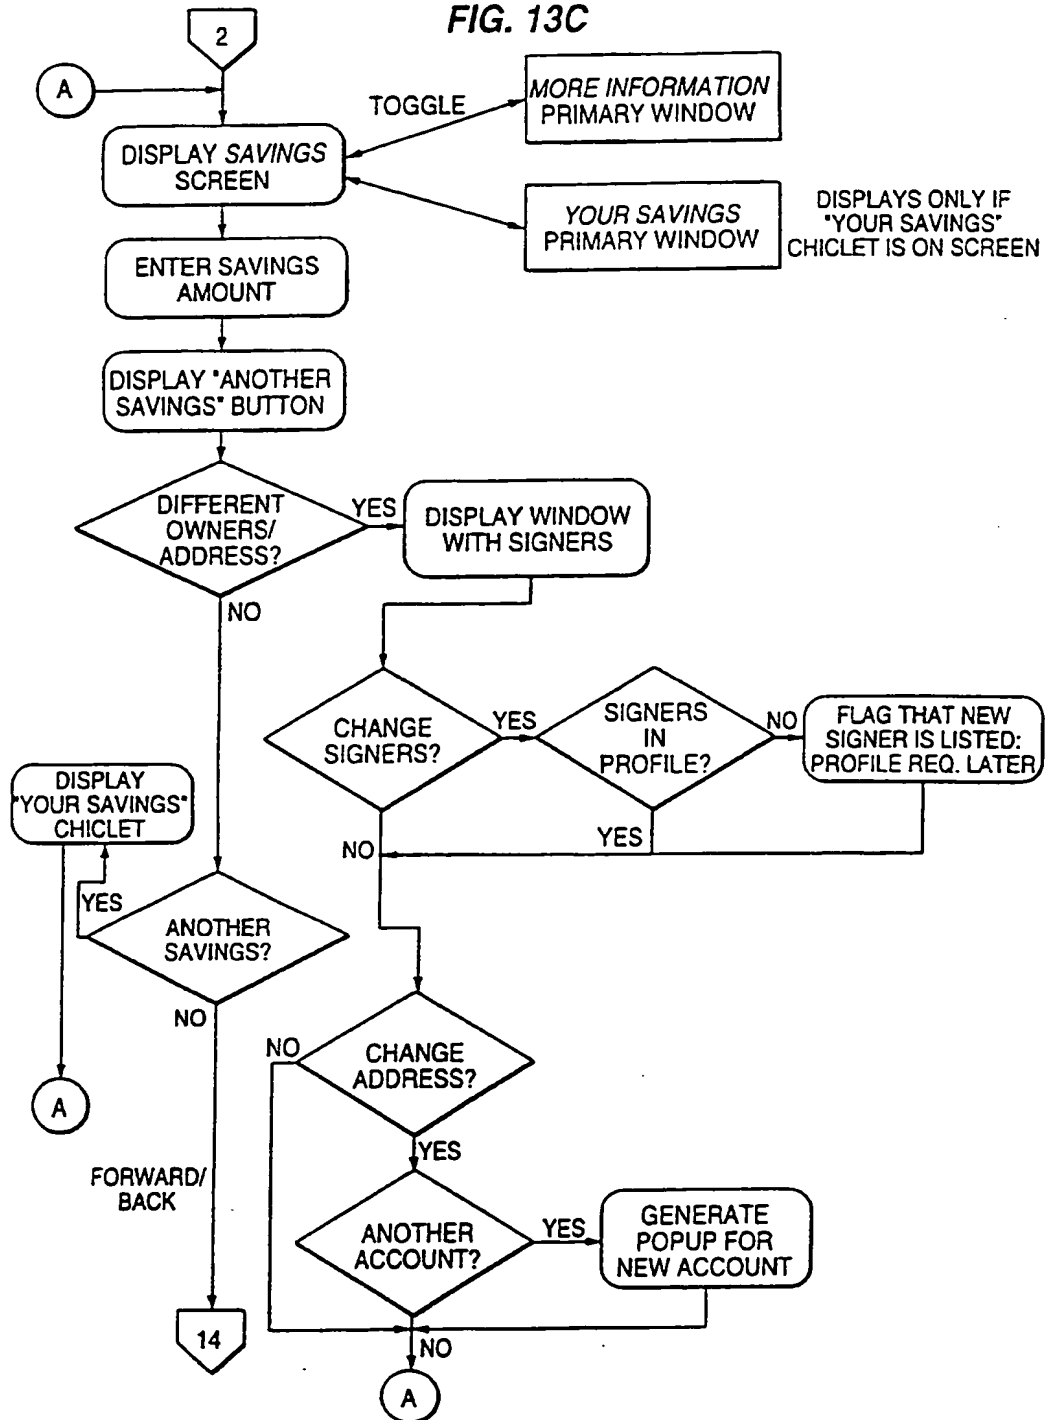 FIG. 13C
2
A
TOGGLE
MORE INFORMATION
PRIMARY WINDOW
DISPLAY SAVINGS
SCREEN
YOUR SAVINGS
PRIMARY WINDOW
DISPLAYS ONLY IF
"YOUR SAVINGS"
CHICLET IS ON SCREEN
ENTER SAVINGS
AMOUNT
DISPLAY "ANOTHER
SAVINGS" BUTTON
DIFFERENT
OWNERS/
ADDRESS?
YES
DISPLAY WINDOW
WITH SIGNERS
NO
CHANGE
SIGNERS?
YES
SIGNERS
IN
PROFILE?
NO
FLAG THAT NEW
SIGNER IS LISTED:
PROFILE REQ. LATER
YES
NO
DISPLAY
"YOUR SAVINGS"
CHICLET
YES
ANOTHER
SAVINGS?
NO
A
FORWARD/
BACK
14
NO
CHANGE
ADDRESS?
YES
ANOTHER
ACCOUNT?
YES
GENERATE
POPUP FOR
NEW ACCOUNT
NO
A